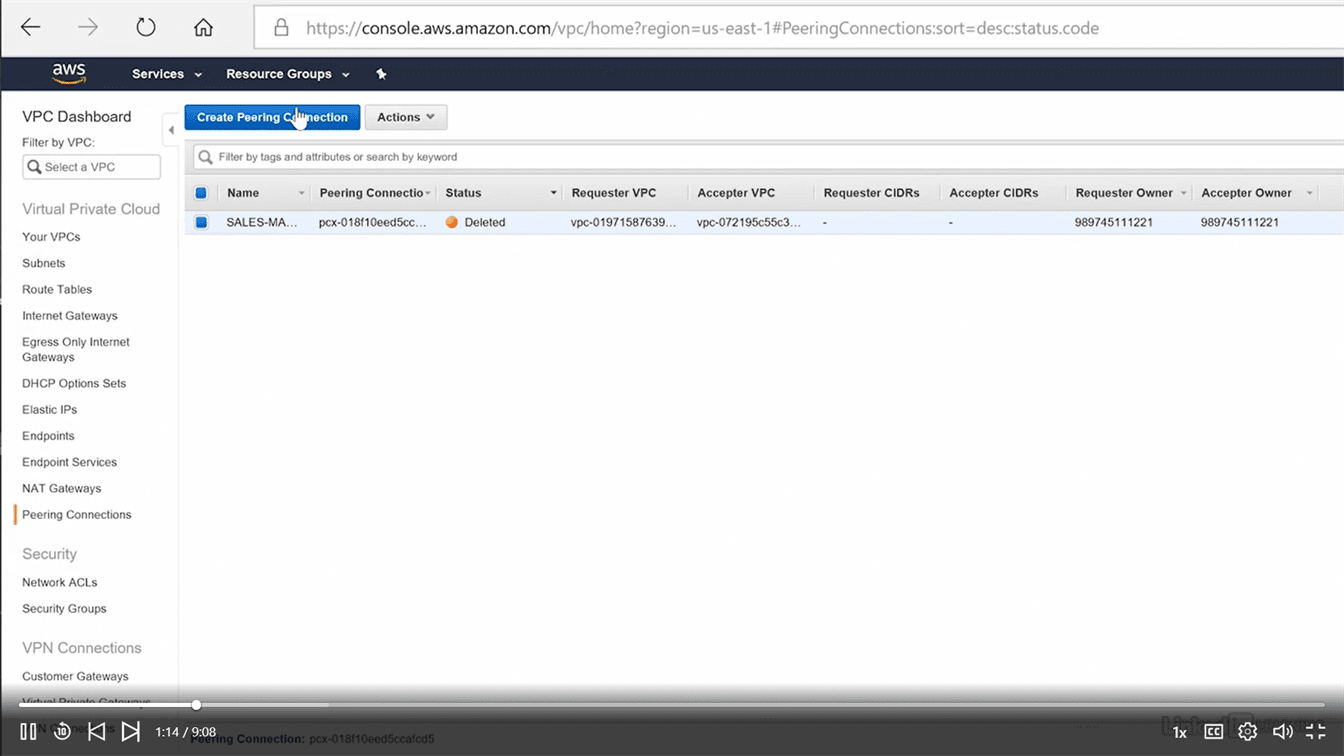 https://console.aws.amazon.com/vpc/home?region=us-east-1#PeeringConnections:sort=desc:status.code
aws Services Resource Groups
VPC Dashboard
Filter by VPC:
Select a VPC
Virtual Private Cloud
Your VPCs
Subnets
Route Tables
Internet Gateways
Egress Only Internet
Gateways
DHCP Options Sets
Elastic IPs
Endpoints
Endpoint Services
NAT Gateways
Peering Connections
Security
Network ACLs
Security Groups
VPN Connections
Customer Gateways
Virtual Private Gateways
Create Peering Connection Actions
Filter by tags and attributes or search by keyword
Name Peering Connectio Status Requester VPC Accepter VPC Requester CIDRs Accepter CIDRs Requester Owner Accepter Owner
SALES-MA... pcx-018f10eed5cc... Deleted vpc-01971587639... vpc-072195c55c3... - - 989745111221 989745111221
Peering Connection: pcx-018f10eed5ccafcd5
10 1:14 / 9:08 1x CC